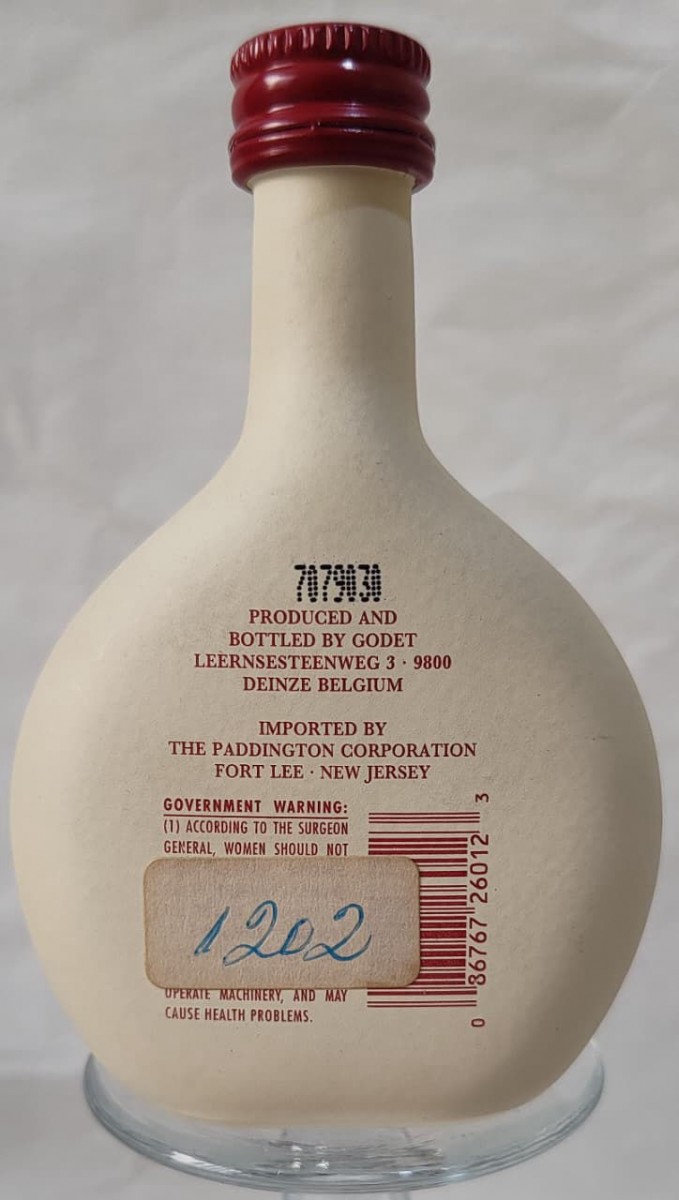 7079030
PRODUCED AND
BOTTLED BY GODET
LEERNSESTEENWEG 3 · 9800
DEINZE BELGIUM
IMPORTED BY
THE PADDINGTON CORPORATION
FORT LEE · NEW JERSEY
GOVERNMENT WARNING:
(1) ACCORDING TO THE SURGEON
GENERAL, WOMEN SHOULD NOT
1202
OPERATE MACHINERY, AND MAY
CAUSE HEALTH PROBLEMS.
0 86767 26012 3